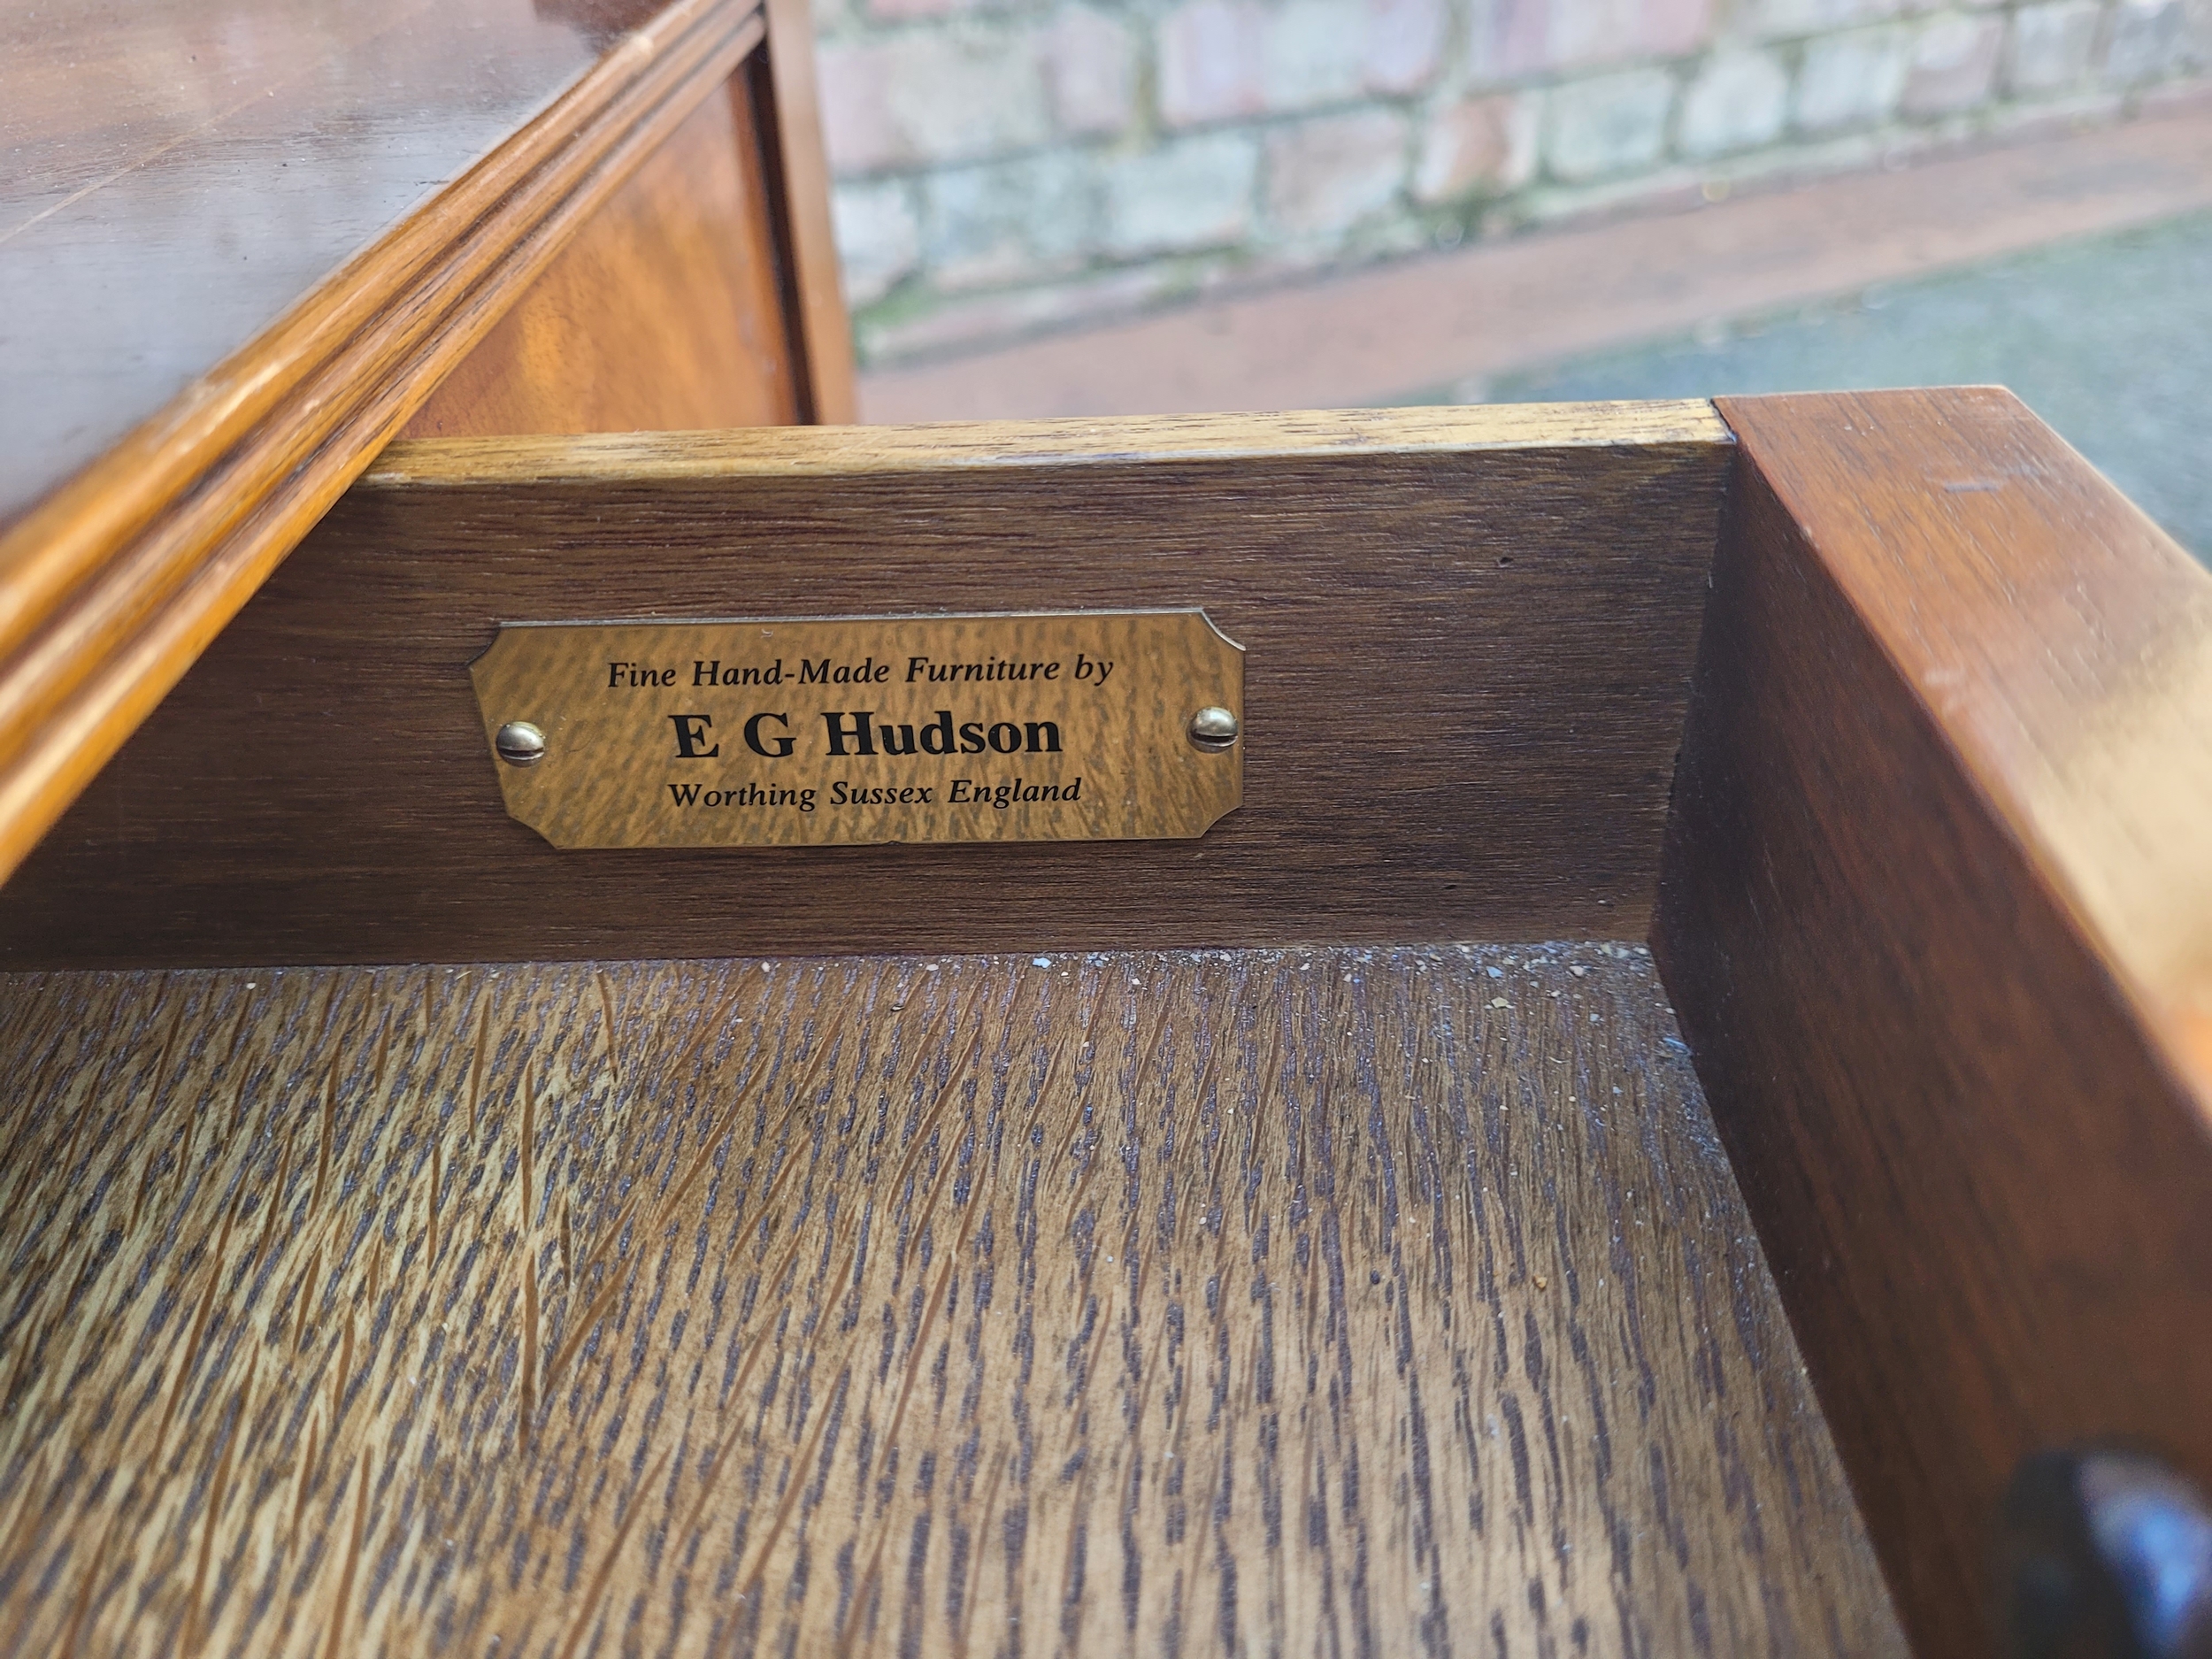 Fine Hand-Made Furniture by
E G Hudson
Worthing Sussex England